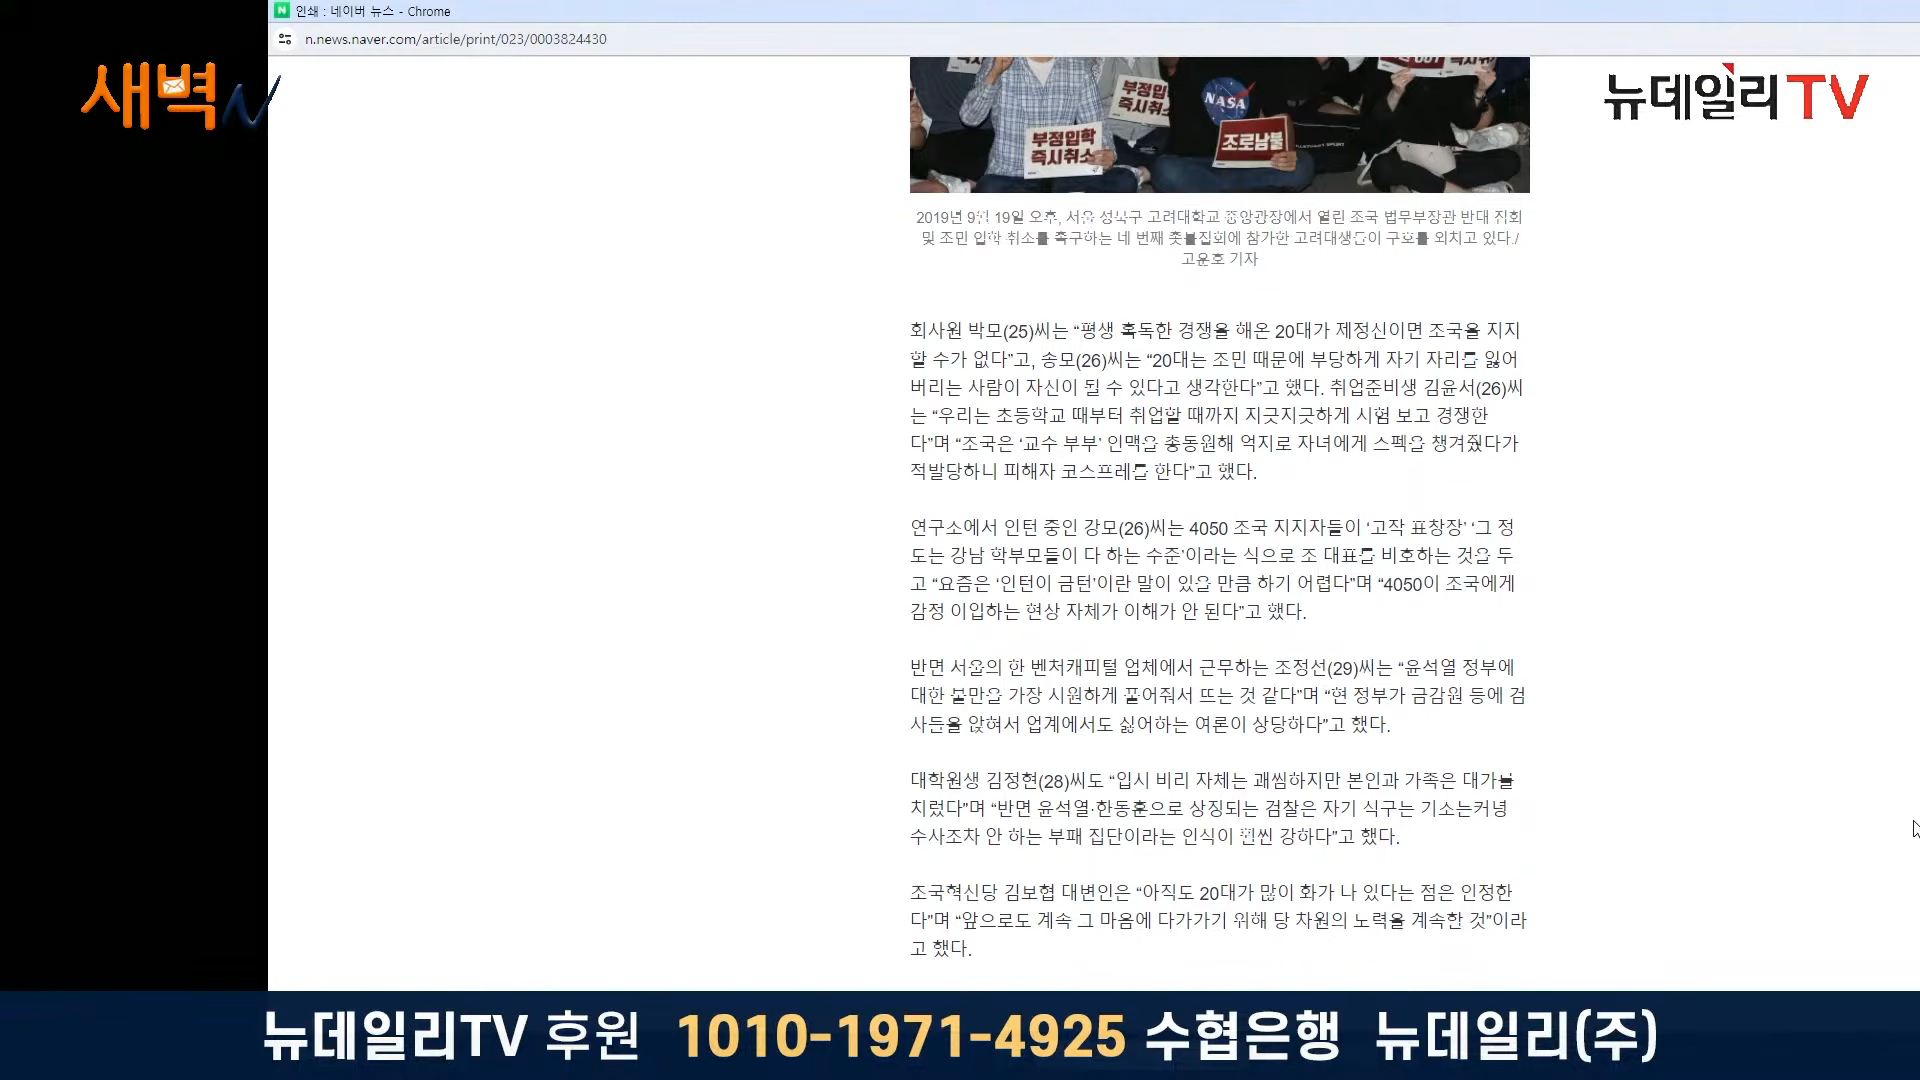 인쇄 : 네이버 뉴스 - Chrome
n.news.naver.com/article/print/023/0003824430
새벽N
뉴데일리TV
부정입학
즉시취소
NASA
조로남불
부정입학
즉시취소
2019년 9월 19일 오후, 서울 성북구 고려대학교 중앙광장에서 열린 조국 법무부장관 반대 집회
및 조민 입학 취소를 촉구하는 네 번째 촛불집회에 참가한 고려대생들이 구호를 외치고 있다./
고운호 기자
회사원 박모(25)씨는 “평생 혹독한 경쟁을 해온 20대가 제정신이면 조국을 지지
할 수가 없다”고, 송모(26)씨는 “20대는 조민 때문에 부당하게 자기 자리를 잃어
버리는 사람이 자신이 될 수 있다고 생각한다”고 했다. 취업준비생 김윤서(26)씨
는 “우리는 초등학교 때부터 취업할 때까지 지긋지긋하게 시험 보고 경쟁한
다”며 “조국은 ‘교수 부부’ 인맥을 총동원해 억지로 자녀에게 스펙을 챙겨줬다가
적발당하니 피해자 코스프레를 한다”고 했다.
연구소에서 인턴 중인 강모(26)씨는 4050 조국 지지자들이 ‘고작 표창장’ ‘그 정
도는 강남 학부모들이 다 하는 수준’이라는 식으로 조 대표를 비호하는 것을 두
고 “요즘은 ‘인턴이 금턴’이란 말이 있을 만큼 하기 어렵다”며 “4050이 조국에게
감정 이입하는 현상 자체가 이해가 안 된다”고 했다.
반면 서울의 한 벤처캐피털 업체에서 근무하는 조정선(29)씨는 “윤석열 정부에
대한 불만을 가장 시원하게 풀어줘서 뜨는 것 같다”며 “현 정부가 금감원 등에 검
사들을 앉혀서 업계에서도 싫어하는 여론이 상당하다”고 했다.
대학원생 김정현(28)씨도 “입시 비리 자체는 괘씸하지만 본인과 가족은 대가를
치렀다”며 “반면 윤석열·한동훈으로 상징되는 검찰은 자기 식구는 기소는커녕
수사조차 안 하는 부패 집단이라는 인식이 훨씬 강하다”고 했다.
조국혁신당 김보협 대변인은 “아직도 20대가 많이 화가 나 있다는 점은 인정한
다”며 “앞으로도 계속 그 마음에 다가가기 위해 당 차원의 노력을 계속할 것”이라
고 했다.
뉴데일리TV 후원 1010-1971-4925 수협은행 뉴데일리(주)